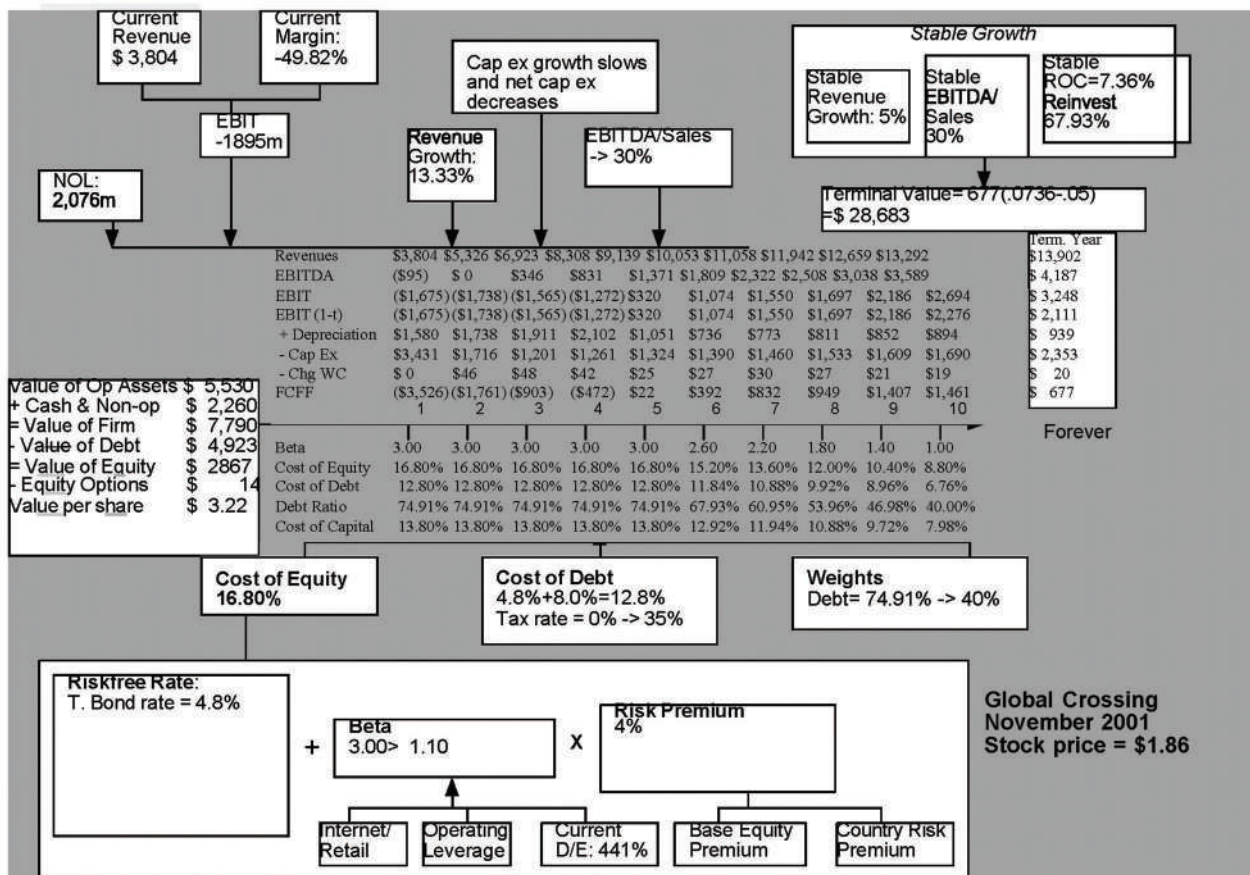 Current
Revenue
$ 3,804
Current
Margin:
-49.82%
EBIT
-1895m
NOL:
2,076m
Cap ex growth slows
and net cap ex
decreases
Revenue
Growth:
13.33%
EBITDA/Sales
-> 30%
Stable Growth
Stable
Revenue
Growth: 5%
Stable
EBITDA/
Sales
30%
Stable
ROC=7.36%
Reinvest
67.93%
Terminal Value= 677(.0736-.05)
=$ 28,683
Term. Year
$13,902
$ 4,187
$ 3,248
$ 2,111
$ 939
$ 2,353
$ 20
$ 677
Forever
Revenues $3,804 $5,326 $6,923 $8,308 $9,139 $10,053 $11,058 $11,942 $12,659 $13,292
EBITDA ($95) $ 0 $346 $831 $1,371 $1,809 $2,322 $2,508 $3,038 $3,589
EBIT ($1,675) ($1,738) ($1,565) ($1,272) $320 $1,074 $1,550 $1,697 $2,186 $2,694
EBIT (1-t) ($1,675) ($1,738) ($1,565) ($1,272) $320 $1,074 $1,550 $1,697 $2,186 $2,276
+ Depreciation $1,580 $1,738 $1,911 $2,102 $1,051 $736 $773 $811 $852 $894
- Cap Ex $3,431 $1,716 $1,201 $1,261 $1,324 $1,390 $1,460 $1,533 $1,609 $1,690
- Chg WC $ 0 $46 $48 $42 $25 $27 $30 $27 $21 $19
FCFF ($3,526) ($1,761) ($903) ($472) $22 $392 $832 $949 $1,407 $1,461
1 2 3 4 5 6 7 8 9 10
Beta 3.00 3.00 3.00 3.00 3.00 2.60 2.20 1.80 1.40 1.00
Cost of Equity 16.80% 16.80% 16.80% 16.80% 16.80% 15.20% 13.60% 12.00% 10.40% 8.80%
Cost of Debt 12.80% 12.80% 12.80% 12.80% 12.80% 11.84% 10.88% 9.92% 8.96% 6.76%
Debt Ratio 74.91% 74.91% 74.91% 74.91% 74.91% 67.93% 60.95% 53.96% 46.98% 40.00%
Cost of Capital 13.80% 13.80% 13.80% 13.80% 13.80% 12.92% 11.94% 10.88% 9.72% 7.98%
Value of Op Assets $ 5,530
+ Cash & Non-op $ 2,260
= Value of Firm $ 7,790
- Value of Debt $ 4,923
= Value of Equity $ 2867
- Equity Options $ 14
Value per share $ 3.22
Cost of Equity
16.80%
Cost of Debt
4.8%+8.0%=12.8%
Tax rate = 0% -> 35%
Weights
Debt= 74.91% -> 40%
Riskfree Rate:
T. Bond rate = 4.8%
+
Beta
3.00> 1.10
X
Risk Premium
4%
Internet/
Retail
Operating
Leverage
Current
D/E: 441%
Base Equity
Premium
Country Risk
Premium
Global Crossing
November 2001
Stock price = $1.86